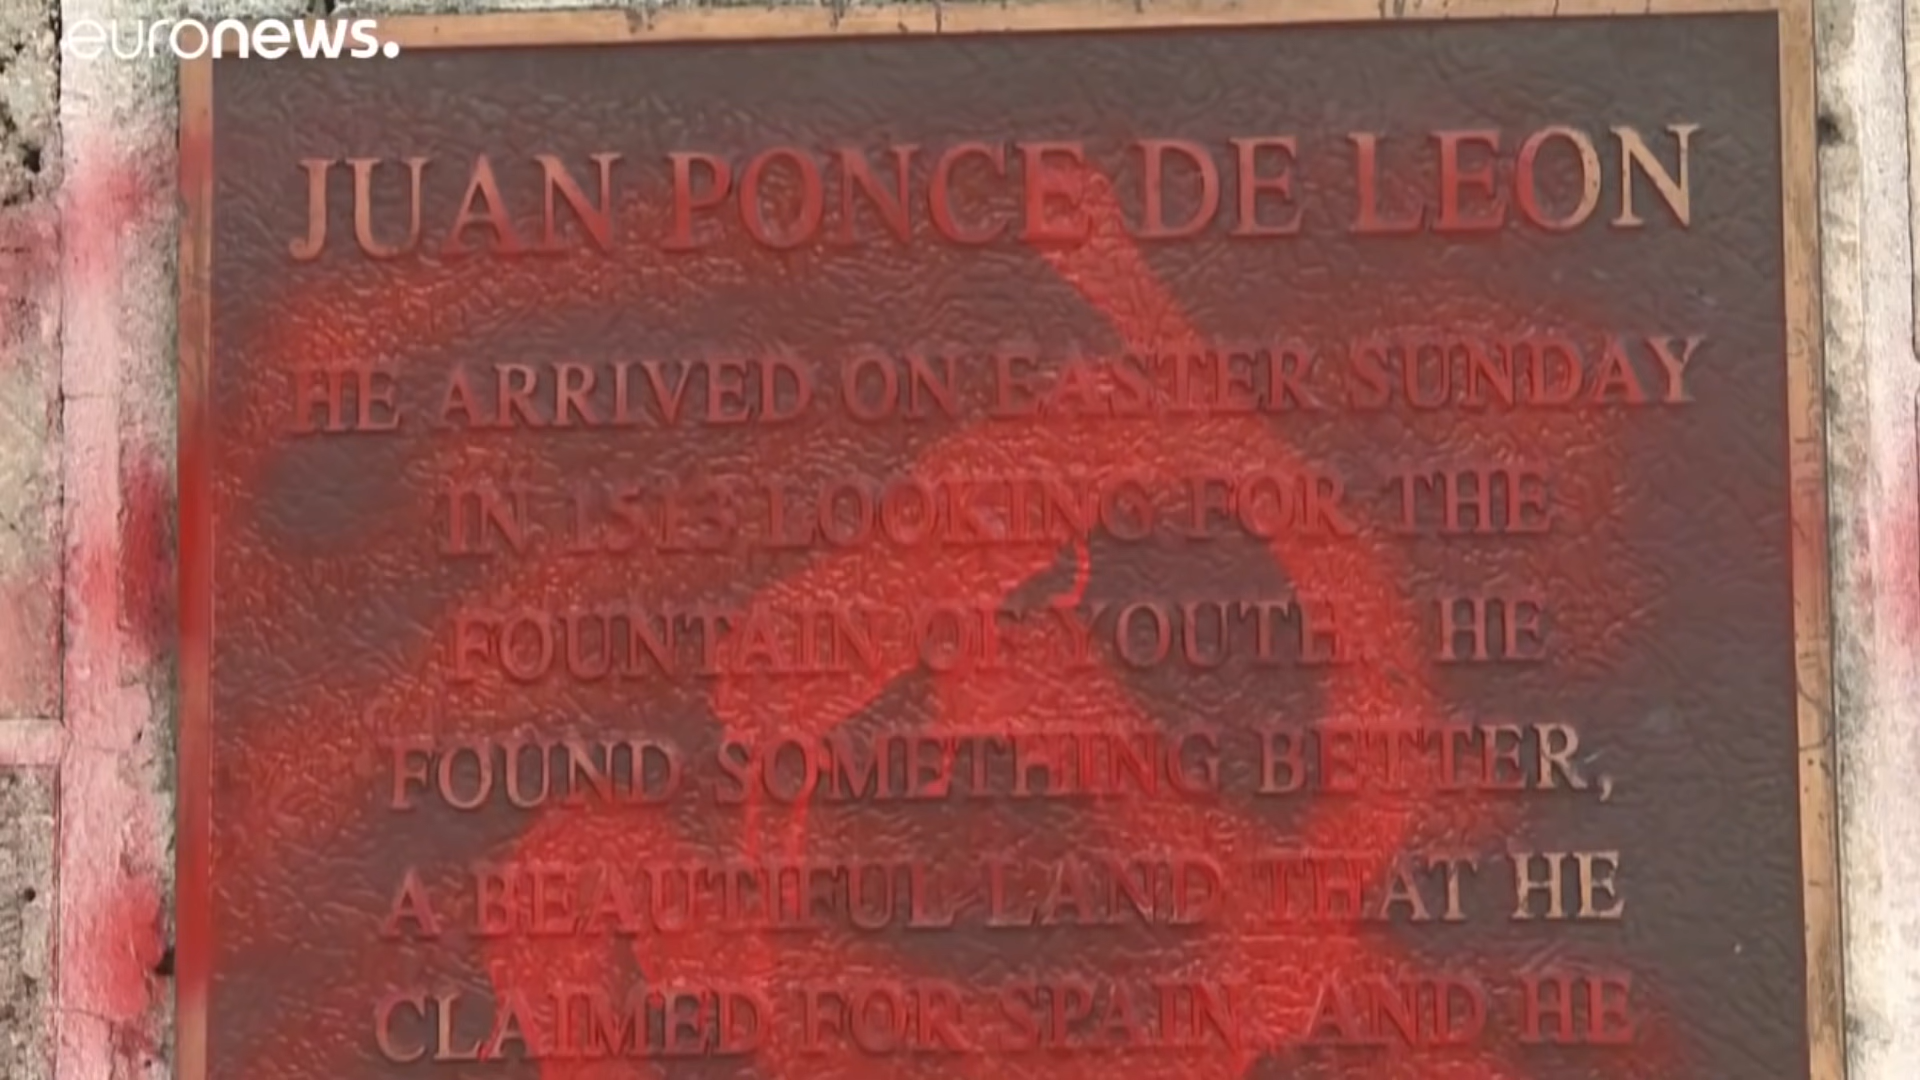 euronews.
JUAN PONCE DE LEON
HE ARRIVED ON EASTER SUNDAY
IN 1513 LOOKING FOR THE
FOUNTAIN OF YOUTH. HE
FOUND SOMETHING BETTER,
A BEAUTIFUL LAND THAT HE
CLAIMED FOR SPAIN, AND HE